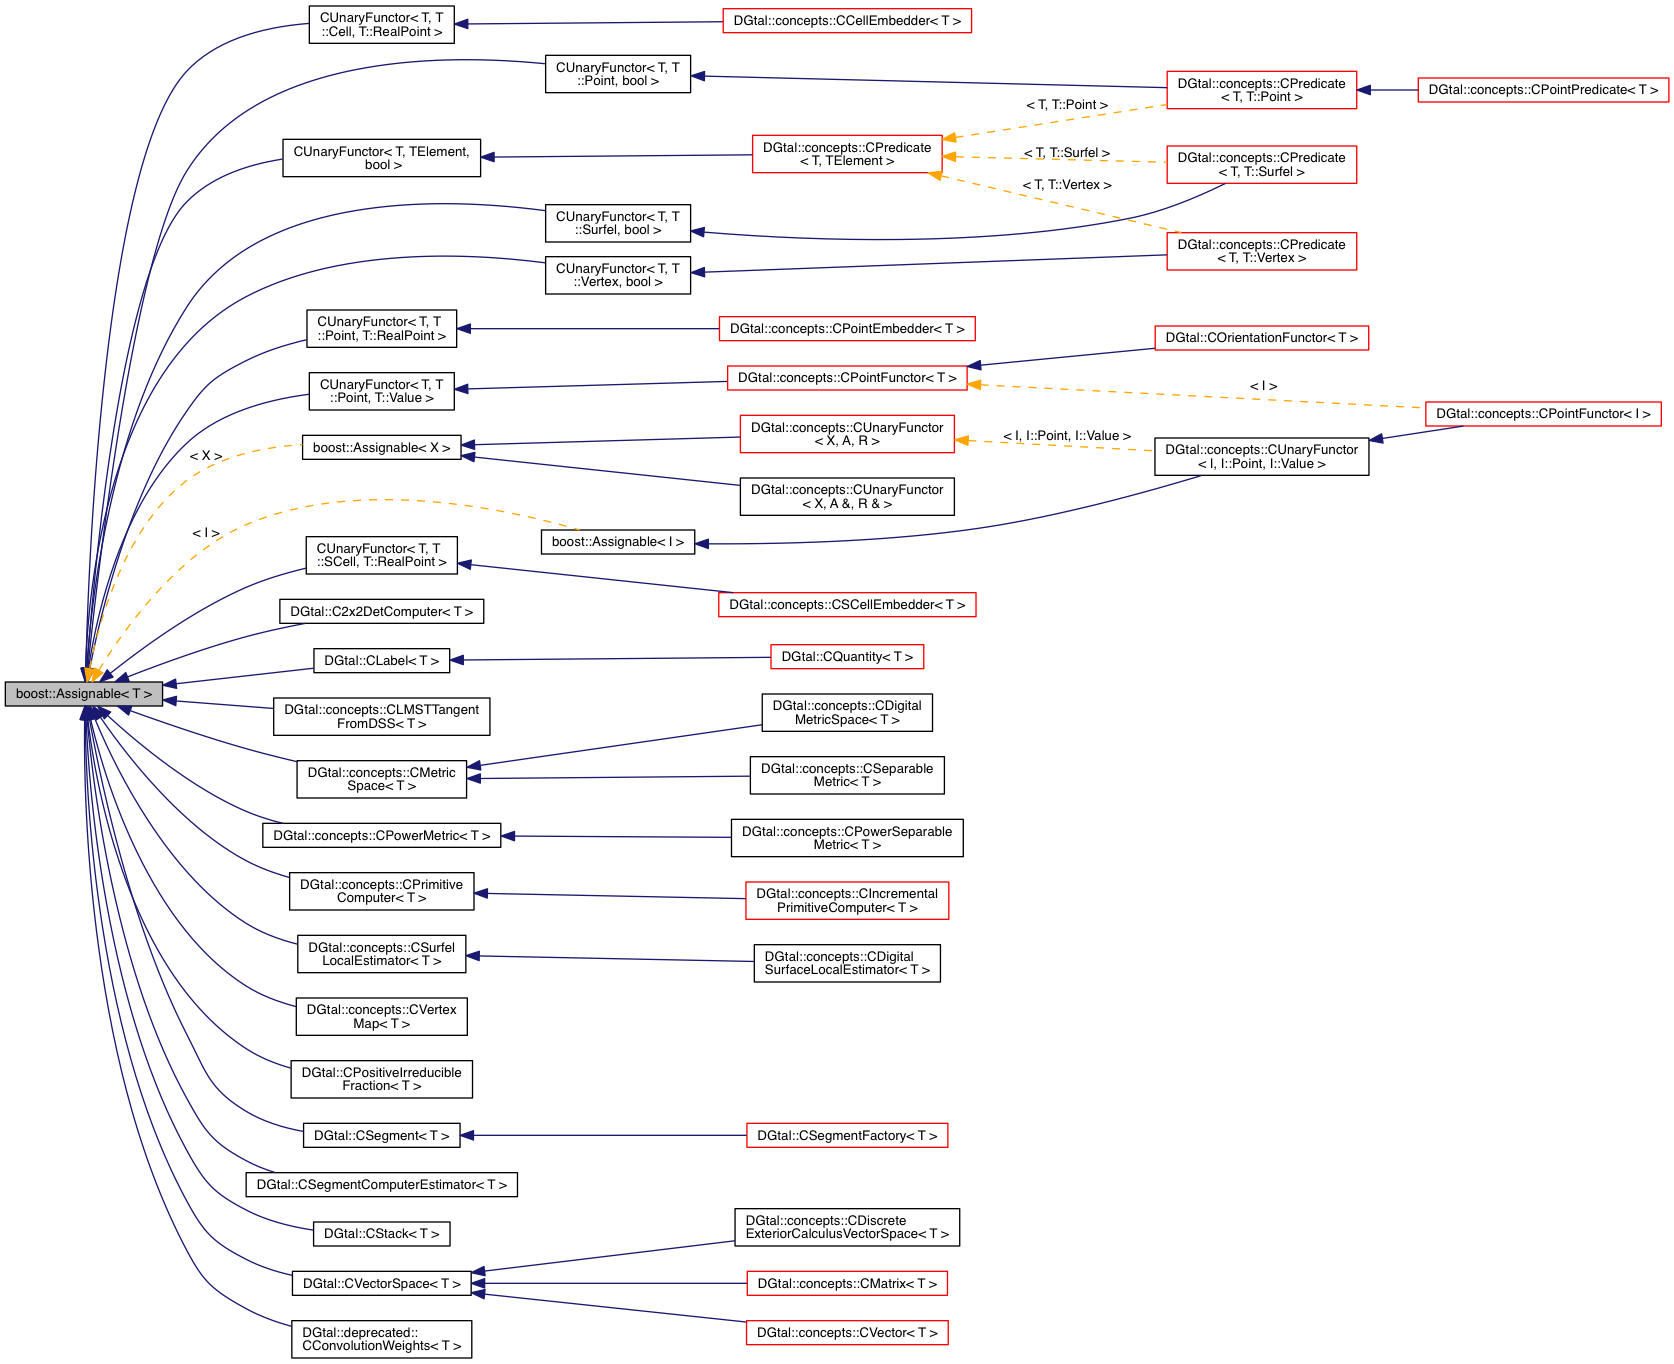 CUnaryFunctor< T, T
::Cell, T::RealPoint >
DGtal::concepts::CCellEmbedder< T >
CUnaryFunctor< T, T
::Point, bool >
DGtal::concepts::CPredicate
< T, T::Point >
DGtal::concepts::CPointPredicate< T >
< T, T::Point >
CUnaryFunctor< T, TElement,
bool >
DGtal::concepts::CPredicate
< T, TElement >
< T, T::Surfel >
DGtal::concepts::CPredicate
< T, T::Surfel >
< T, T::Vertex >
CUnaryFunctor< T, T
::Surfel, bool >
DGtal::concepts::CPredicate
< T, T::Vertex >
CUnaryFunctor< T, T
::Vertex, bool >
CUnaryFunctor< T, T
::Point, T::RealPoint >
DGtal::concepts::CPointEmbedder< T >
DGtal::COrientationFunctor< T >
CUnaryFunctor< T, T
::Point, T::Value >
DGtal::concepts::CPointFunctor< T >
< I >
DGtal::concepts::CPointFunctor< I >
< X >
boost::Assignable< X >
DGtal::concepts::CUnaryFunctor
< X, A, R >
< I, I::Point, I::Value >
DGtal::concepts::CUnaryFunctor
< I, I::Point, I::Value >
DGtal::concepts::CUnaryFunctor
< X, A &, R & >
< I >
boost::Assignable< I >
CUnaryFunctor< T, T
::SCell, T::RealPoint >
DGtal::concepts::CSCellEmbedder< T >
DGtal::C2x2DetComputer< T >
DGtal::CLabel< T >
DGtal::CQuantity< T >
boost::Assignable< T >
DGtal::concepts::CLMSTTangent
FromDSS< T >
DGtal::concepts::CDigital
MetricSpace< T >
DGtal::concepts::CMetric
Space< T >
DGtal::concepts::CSeparable
Metric< T >
DGtal::concepts::CPowerMetric< T >
DGtal::concepts::CPowerSeparable
Metric< T >
DGtal::concepts::CPrimitive
Computer< T >
DGtal::concepts::CIncremental
PrimitiveComputer< T >
DGtal::concepts::CSurfel
LocalEstimator< T >
DGtal::concepts::CDigital
SurfaceLocalEstimator< T >
DGtal::concepts::CVertex
Map< T >
DGtal::CPositiveIrreducible
Fraction< T >
DGtal::CSegment< T >
DGtal::CSegmentFactory< T >
DGtal::CSegmentComputerEstimator< T >
DGtal::CStack< T >
DGtal::concepts::CDiscrete
ExteriorCalculusVectorSpace< T >
DGtal::CVectorSpace< T >
DGtal::concepts::CMatrix< T >
DGtal::concepts::CVector< T >
DGtal::deprecated::
CConvolutionWeights< T >